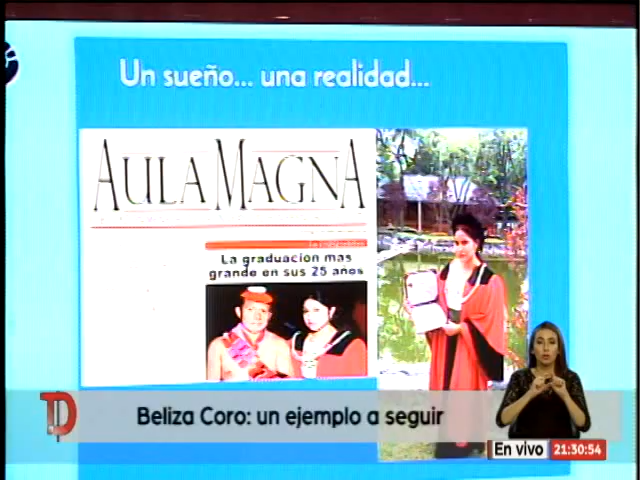 Un sueño... una realidad...
AULA MAGNA
La graduacion mas
grande en sus 25 años
Beliza Coro: un ejemplo a seguir
En vivo 21:30:54